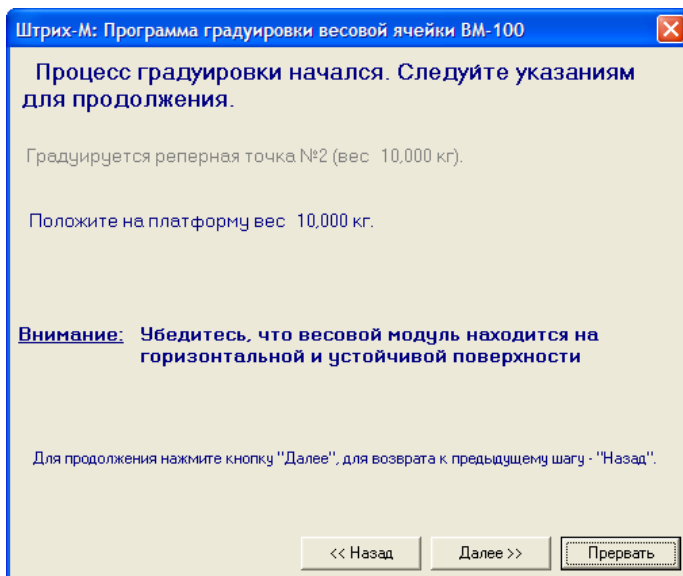 Штрих-М: Программа градуировки весовой ячейки ВМ-100
Процесс градуировки начался. Следуйте указаниям
для продолжения.
Градуируется реперная точка №2 (вес 10,000 кг).
Положите на платформу вес 10,000 кг.
Внимание: Убедитесь, что весовой модуль находится на
горизонтальной и устойчивой поверхности
Для продолжения нажмите кнопку "Далее", для возврата к предыдущему шагу - "Назад".
<< Назад Далее >> Прервать